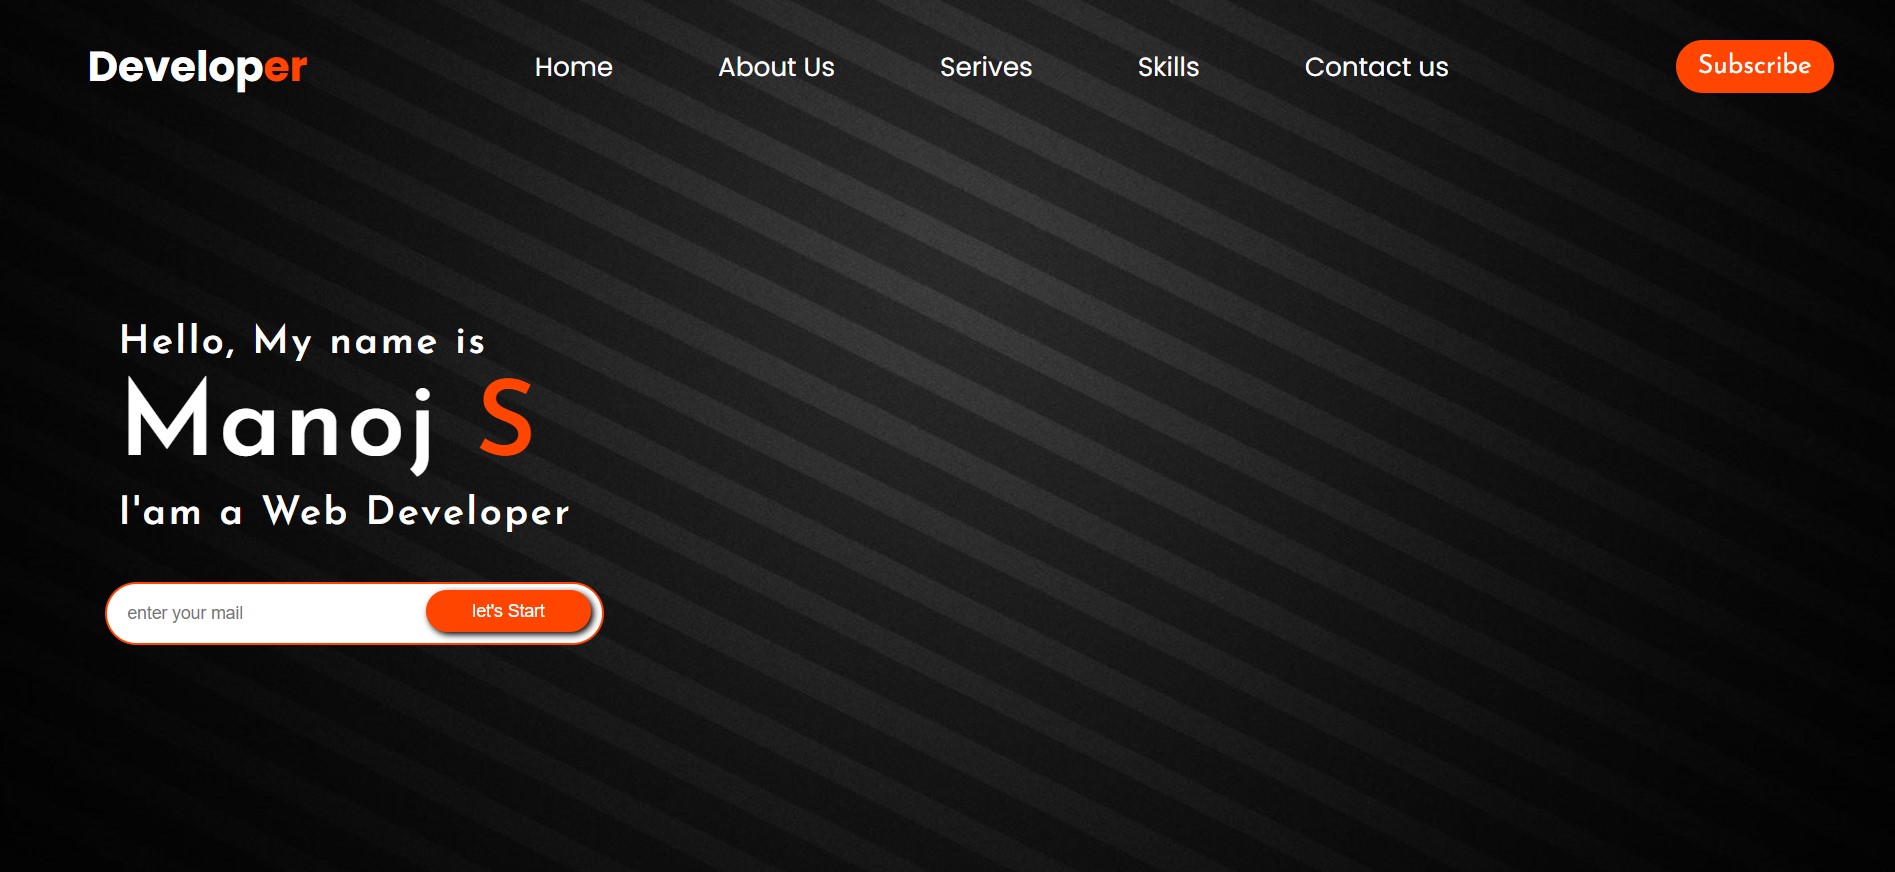 Developer
Home
About Us
Serives
Skills
Contact us
Subscribe
Hello, My name is
Manoj S
I'am a Web Developer
enter your mail
let's Start